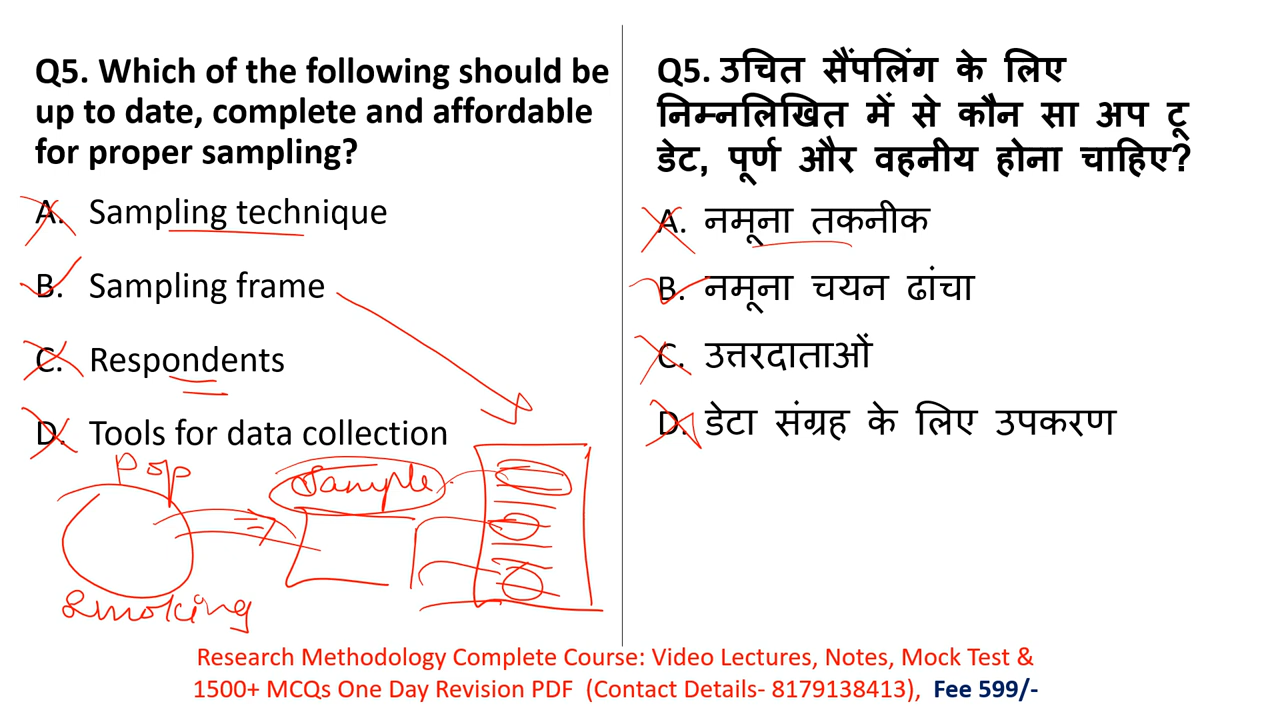 Q5. Which of the following should be
up to date, complete and affordable
for proper sampling?
A. Sampling technique
B. Sampling frame
C. Respondents
D. Tools for data collection
Pop
Sample
Smoking
Q5. उचित सैंपलिंग के लिए
निम्नलिखित में से कौन सा अप टू
डेट, पूर्ण और वहनीय होना चाहिए?
A. नमूना तकनीक
B. नमूना चयन ढांचा
C. उत्तरदाताओं
D. डेटा संग्रह के लिए उपकरण
Research Methodology Complete Course: Video Lectures, Notes, Mock Test &
1500+ MCQs One Day Revision PDF (Contact Details- 8179138413), Fee 599/-